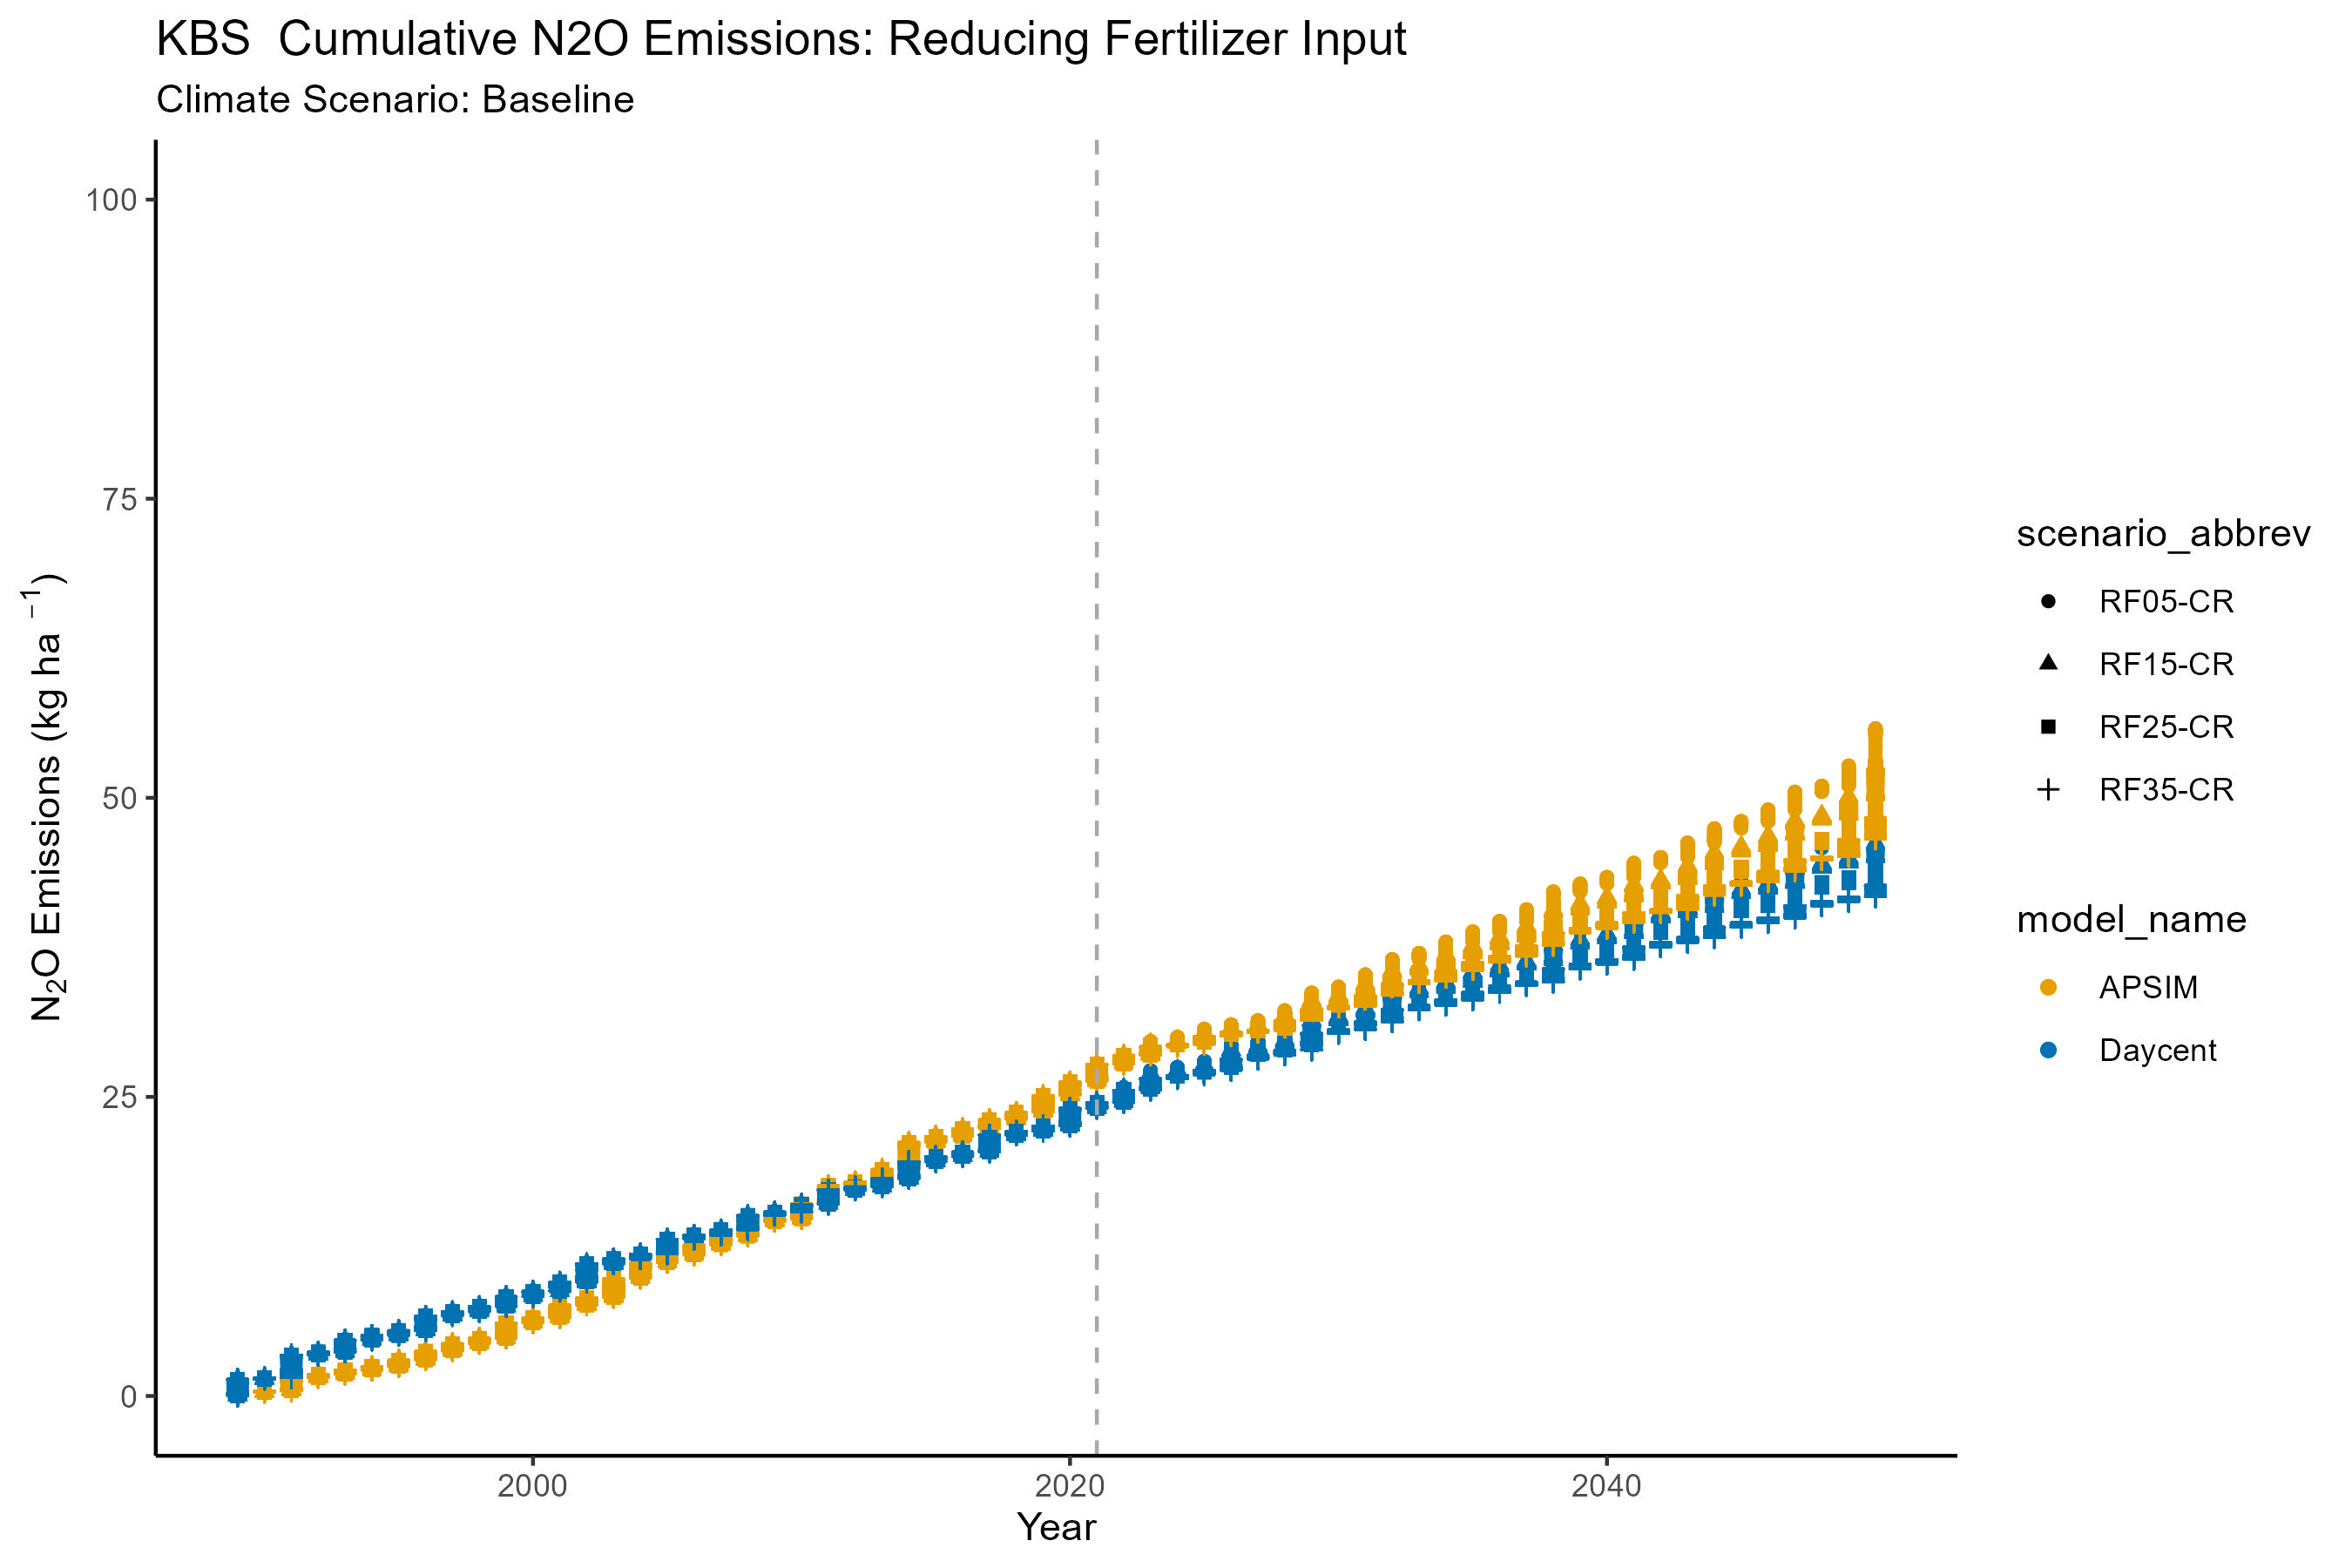 KBS  Cumulative N2O Emissions: Reducing Fertilizer Input
Climate Scenario: Baseline
N₂O Emissions (kg ha ⁻¹)
100
75
50
25
0
2000
2020
2040
Year
scenario_abbrev
RF05-CR
RF15-CR
RF25-CR
RF35-CR
model_name
APSIM
Daycent